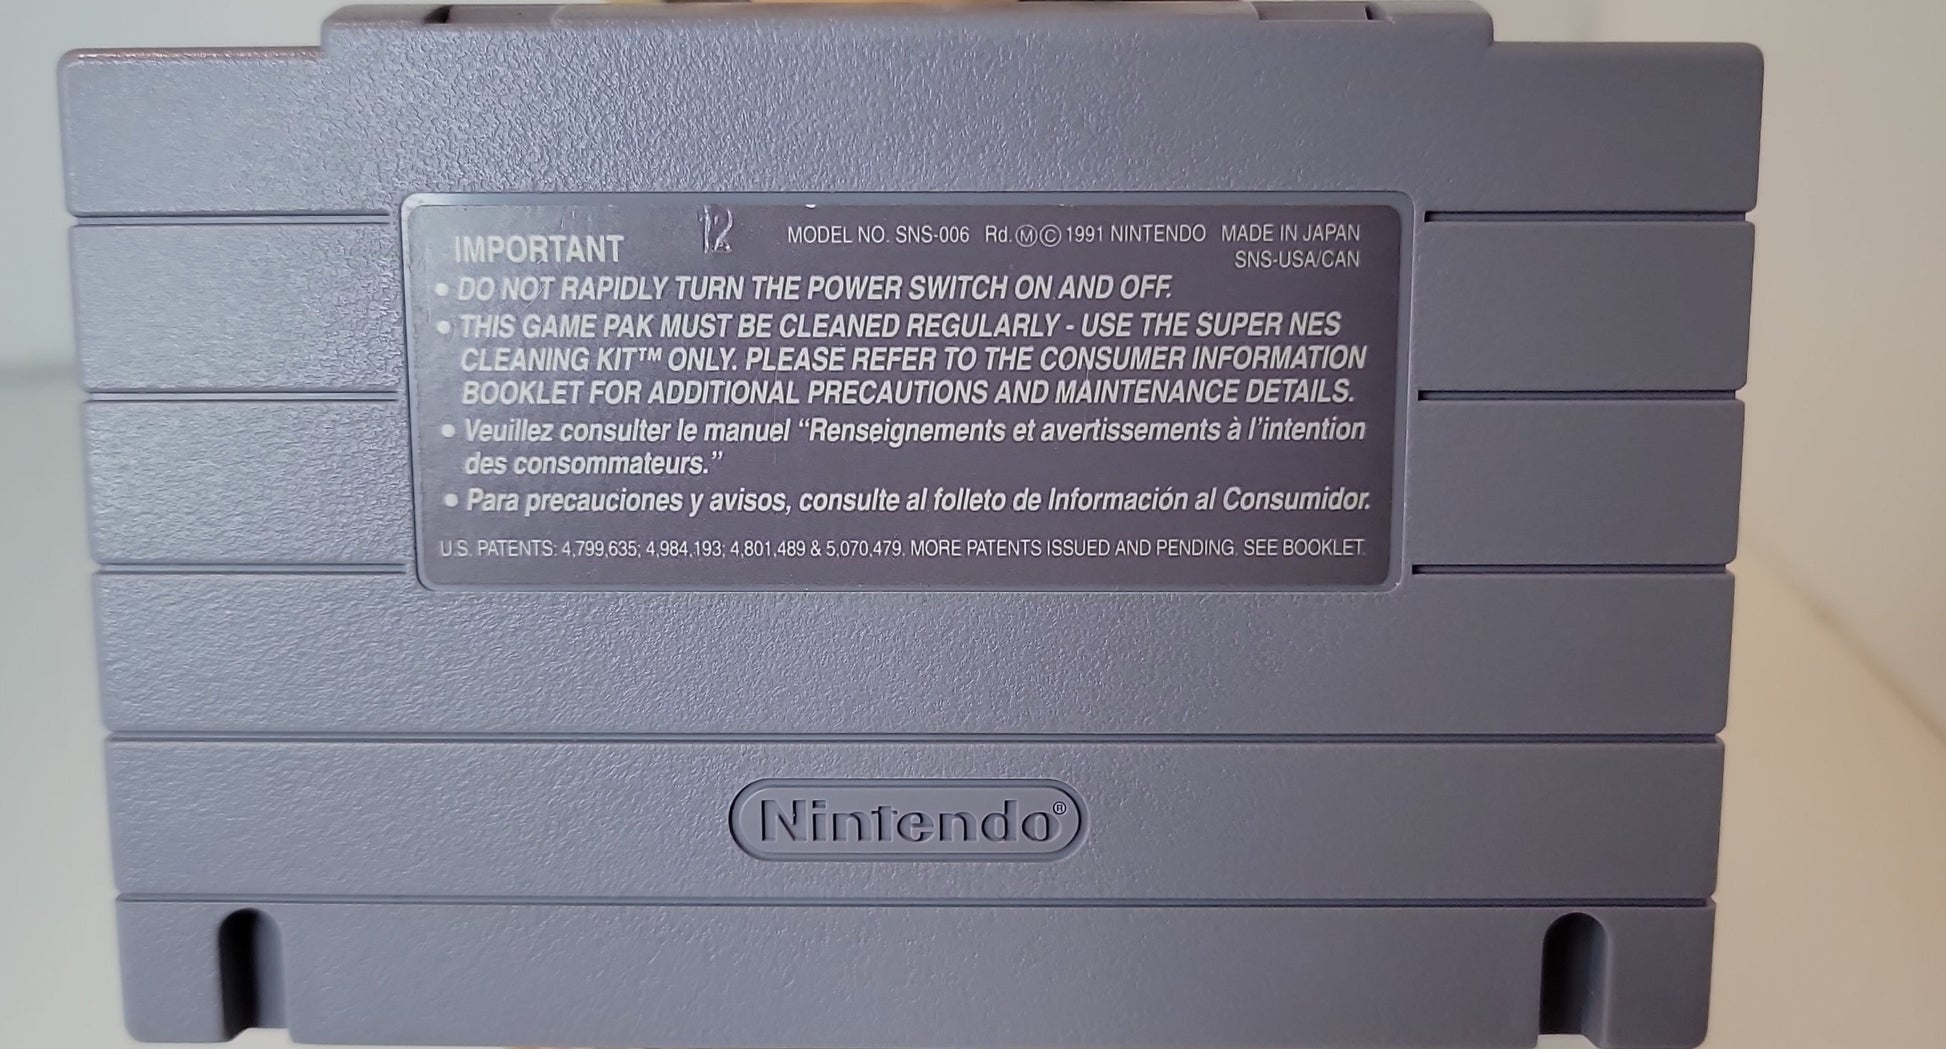 12
MODEL NO. SNS-006 Rd.ⓂⒸ1991 NINTENDO MADE IN JAPAN
SNS-USA/CAN
IMPORTANT
• DO NOT RAPIDLY TURN THE POWER SWITCH ON AND OFF.
• THIS GAME PAK MUST BE CLEANED REGULARLY - USE THE SUPER NES
CLEANING KIT™ ONLY. PLEASE REFER TO THE CONSUMER INFORMATION
BOOKLET FOR ADDITIONAL PRECAUTIONS AND MAINTENANCE DETAILS.
• Veuillez consulter le manuel “Renseignements et avertissements à l'intention
des consommateurs.”
• Para precauciones y avisos, consulte al folleto de Información al Consumidor.
U.S. PATENTS: 4,799,635; 4,984,193; 4,801,489 & 5,070,479. MORE PATENTS ISSUED AND PENDING. SEE BOOKLET.
Nintendo®